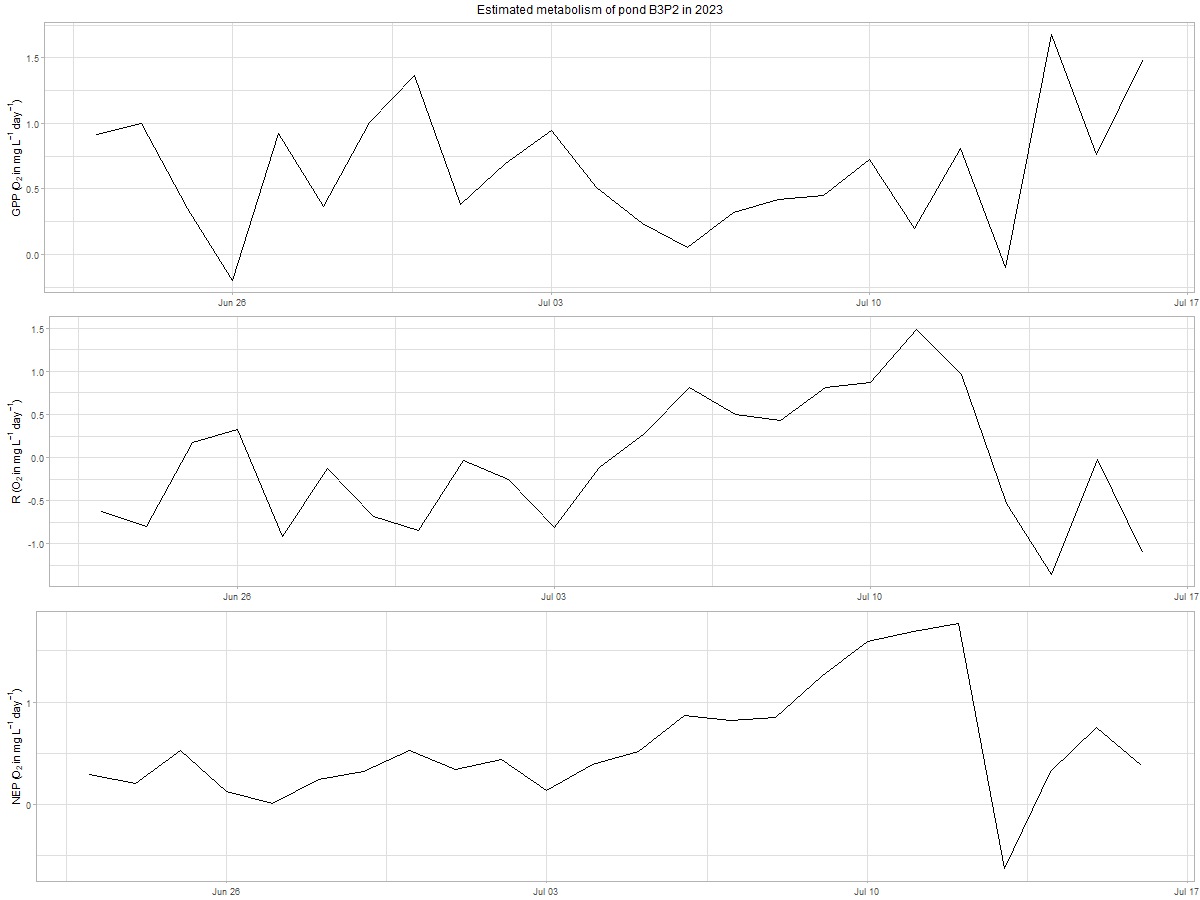 Estimated metabolism of pond B3P2 in 2023
GPP (O₂ in mg L⁻¹ day⁻¹)
1.5
1.0
0.5
0.0
Jun 26
Jul 03
Jul 10
Jul 17
R (O₂ in mg L⁻¹ day⁻¹)
1.5
1.0
0.5
0.0
-0.5
-1.0
Jun 26
Jul 03
Jul 10
Jul 17
NEP (O₂ in mg L⁻¹ day⁻¹)
1
0
Jun 26
Jul 03
Jul 10
Jul 17